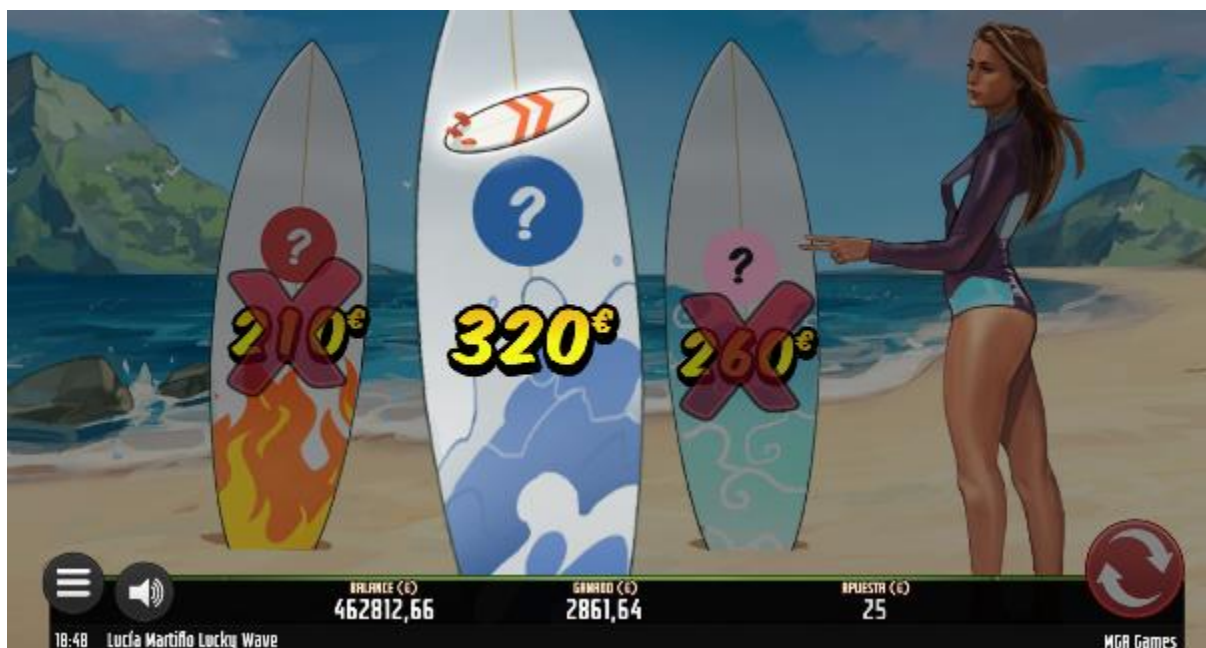 ?
?
?
210€
320€
260€
BALANCE (€)
GANADO (€)
APUESTA (€)
462812,66
2861,64
25
18:48 Lucía Martiño Lucky Wave
MGA Games